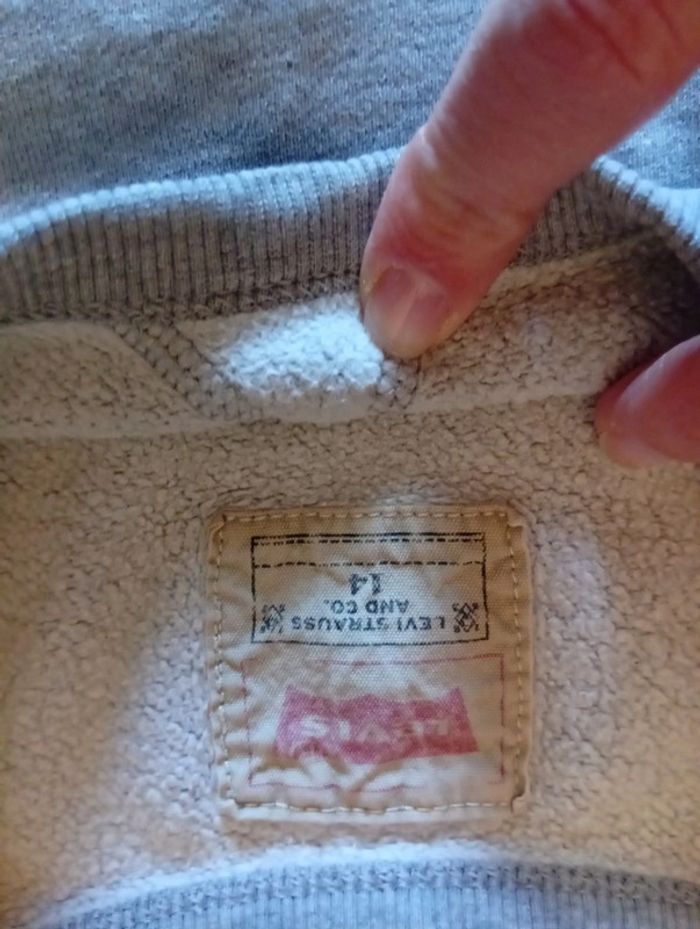 LEVI'S
LEVI STRAUSS
AND CO.
14